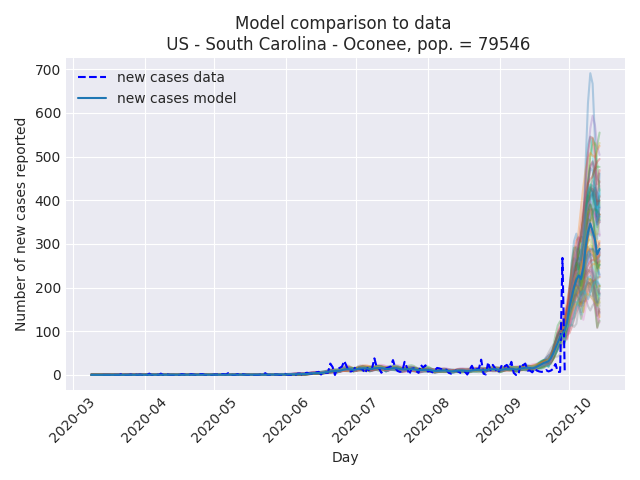 Model comparison to data
US - South Carolina - Oconee, pop. = 79546
new cases data
new cases model
Number of new cases reported
700
600
500
400
300
200
100
0
2020-03
2020-04
2020-05
2020-06
2020-07
2020-08
2020-09
2020-10
Day